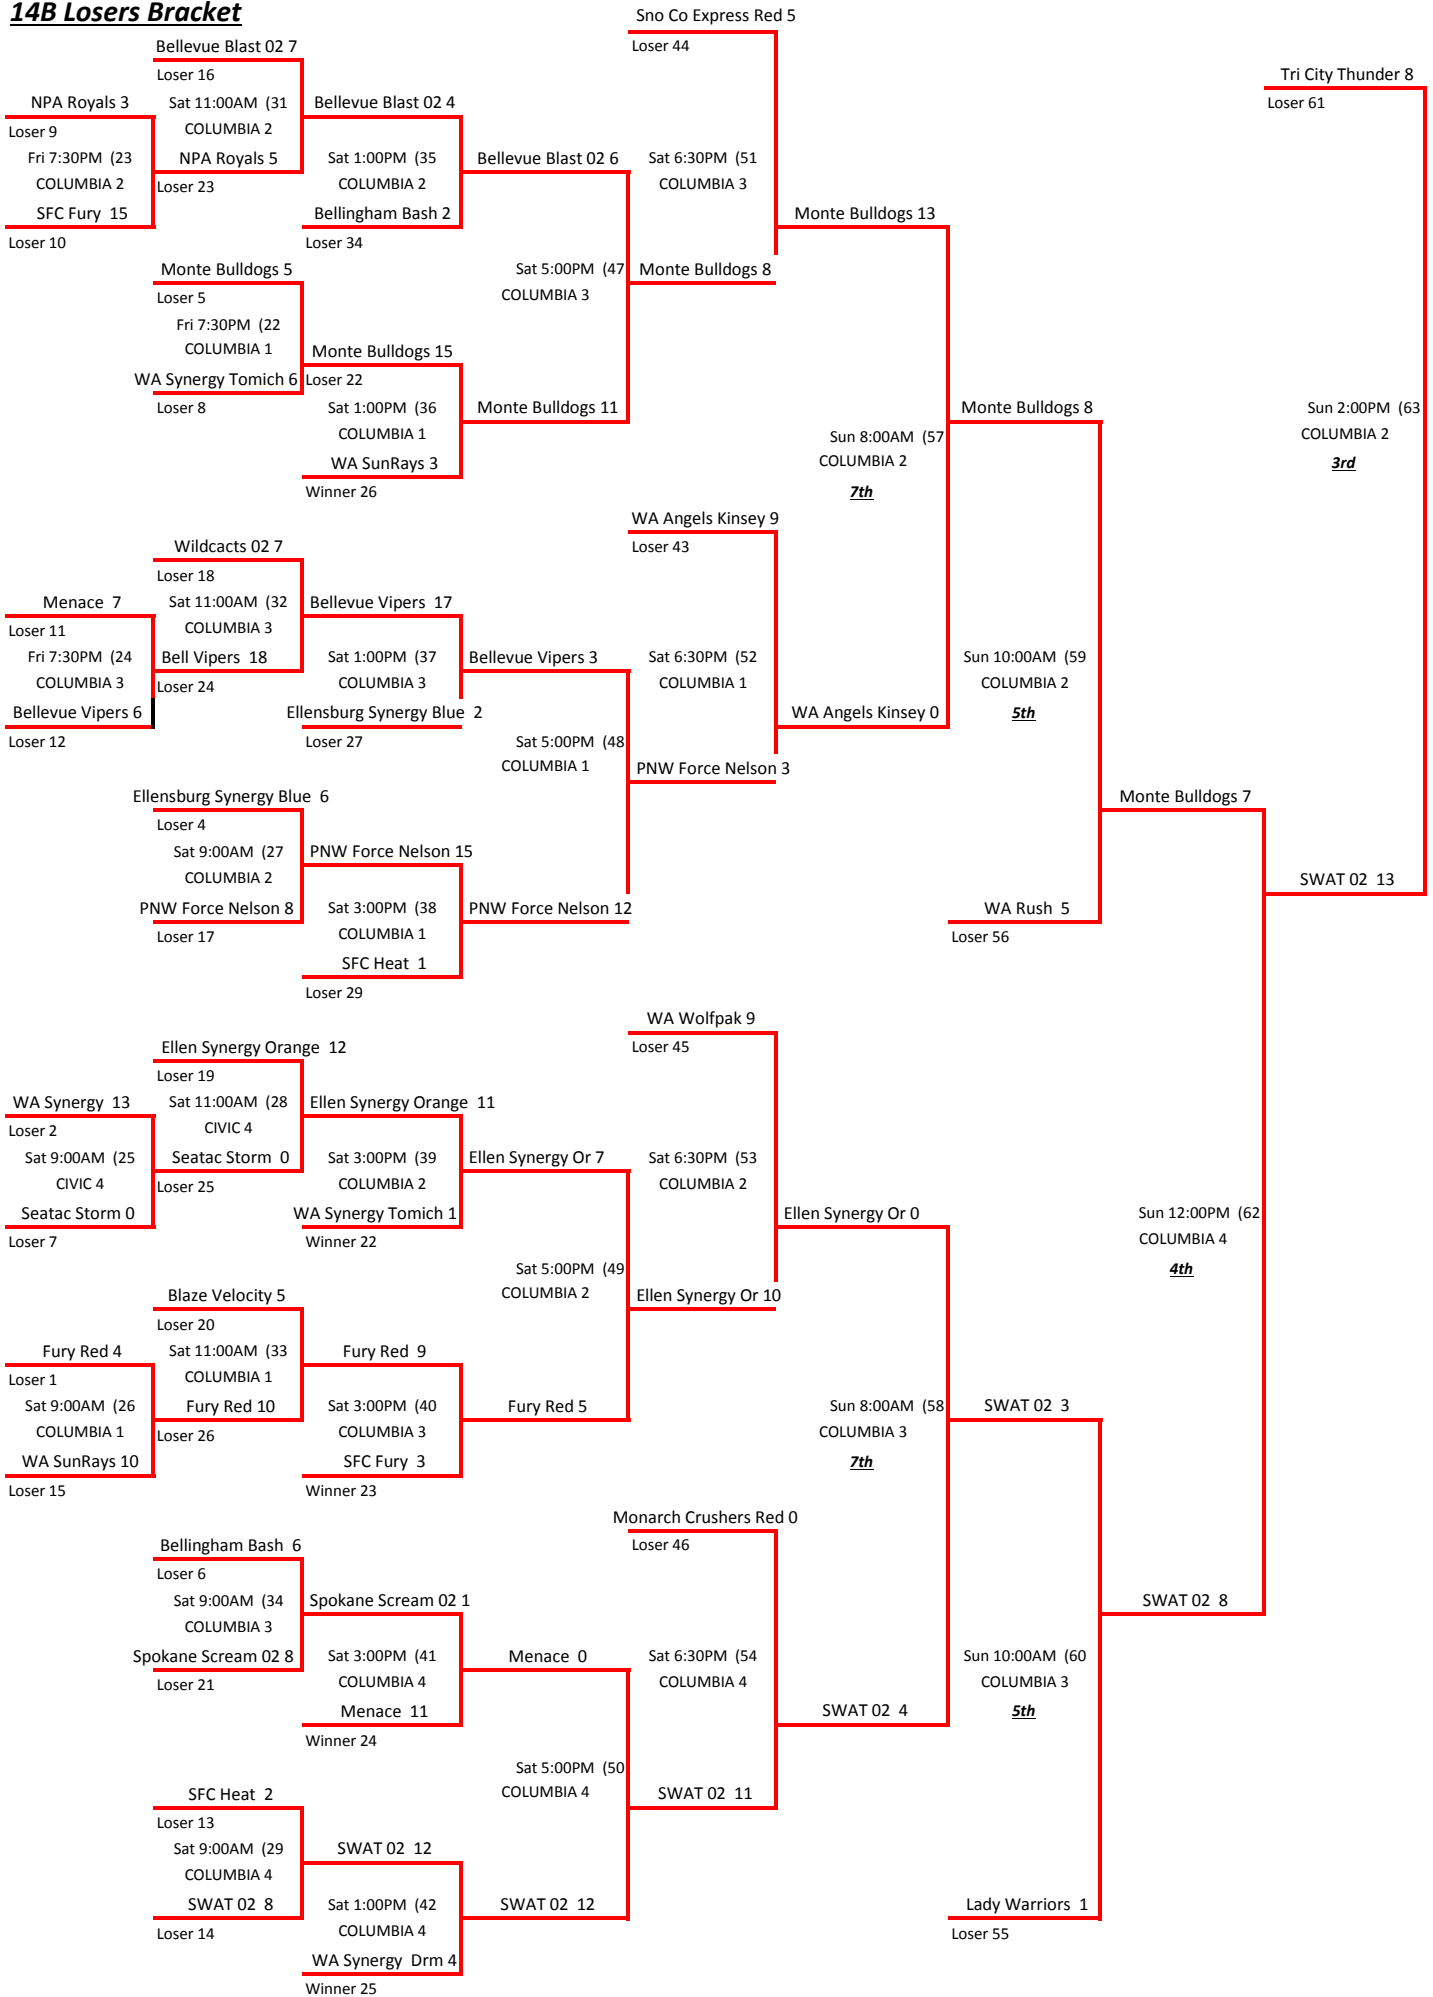 14B Losers Bracket
Sno Co Express Red 5
Loser 44
Bellevue Blast 02 7
Loser 16
Tri City Thunder 8
Loser 61
NPA Royals 3
Loser 9
Sat 11:00AM (31
COLUMBIA 2
Bellevue Blast 02 4
Fri 7:30PM (23
COLUMBIA 2
NPA Royals 5
Loser 23
Sat 1:00PM (35
COLUMBIA 2
Bellevue Blast 02 6
Sat 6:30PM (51
COLUMBIA 3
SFC Fury 15
Loser 10
Bellingham Bash 2
Loser 34
Monte Bulldogs 13
Monte Bulldogs 5
Loser 5
Sat 5:00PM (47
COLUMBIA 3
Monte Bulldogs 8
Fri 7:30PM (22
COLUMBIA 1
Monte Bulldogs 15
WA Synergy Tomich 6
Loser 22
Loser 8
Sat 1:00PM (36
COLUMBIA 1
Monte Bulldogs 11
Monte Bulldogs 8
Sun 2:00PM (63
COLUMBIA 2
3rd
Sun 8:00AM (57
COLUMBIA 2
7th
WA SunRays 3
Winner 26
WA Angels Kinsey 9
Loser 43
Wildcacts 02 7
Loser 18
Menace 7
Loser 11
Sat 11:00AM (32
COLUMBIA 3
Bellevue Vipers 17
Fri 7:30PM (24
COLUMBIA 3
Bell Vipers 18
Loser 24
Sat 1:00PM (37
COLUMBIA 3
Bellevue Vipers 3
Sat 6:30PM (52
COLUMBIA 1
Sun 10:00AM (59
COLUMBIA 2
5th
Bellevue Vipers 6
Loser 12
Ellensburg Synergy Blue 2
Loser 27
WA Angels Kinsey 0
Sat 5:00PM (48
COLUMBIA 1
PNW Force Nelson 3
Ellensburg Synergy Blue 6
Loser 4
Monte Bulldogs 7
Sat 9:00AM (27
COLUMBIA 2
PNW Force Nelson 15
SWAT 02 13
PNW Force Nelson 8
Loser 17
Sat 3:00PM (38
COLUMBIA 1
PNW Force Nelson 12
WA Rush 5
Loser 56
SFC Heat 1
Loser 29
WA Wolfpak 9
Loser 45
Ellen Synergy Orange 12
Loser 19
WA Synergy 13
Loser 2
Sat 11:00AM (28
CIVIC 4
Ellen Synergy Orange 11
Sat 9:00AM (25
CIVIC 4
Seatac Storm 0
Loser 25
Sat 3:00PM (39
COLUMBIA 2
Ellen Synergy Or 7
Sat 6:30PM (53
COLUMBIA 2
Seatac Storm 0
Loser 7
WA Synergy Tomich 1
Winner 22
Ellen Synergy Or 0
Sun 12:00PM (62
COLUMBIA 4
4th
Sat 5:00PM (49
COLUMBIA 2
Ellen Synergy Or 10
Blaze Velocity 5
Loser 20
Fury Red 4
Loser 1
Sat 11:00AM (33
COLUMBIA 1
Fury Red 9
Sat 9:00AM (26
COLUMBIA 1
Fury Red 10
Loser 26
Sat 3:00PM (40
COLUMBIA 3
Fury Red 5
Sun 8:00AM (58
COLUMBIA 3
7th
SWAT 02 3
WA SunRays 10
Loser 15
SFC Fury 3
Winner 23
Monarch Crushers Red 0
Loser 46
Bellingham Bash 6
Loser 6
Sat 9:00AM (34
COLUMBIA 3
Spokane Scream 02 1
SWAT 02 8
Spokane Scream 02 8
Loser 21
Sat 3:00PM (41
COLUMBIA 4
Menace 0
Sat 6:30PM (54
COLUMBIA 4
Sun 10:00AM (60
COLUMBIA 3
5th
Menace 11
Winner 24
SWAT 02 4
Sat 5:00PM (50
COLUMBIA 4
SWAT 02 11
SFC Heat 2
Loser 13
Sat 9:00AM (29
COLUMBIA 4
SWAT 02 12
SWAT 02 8
Loser 14
Sat 1:00PM (42
COLUMBIA 4
SWAT 02 12
Lady Warriors 1
Loser 55
WA Synergy Drm 4
Winner 25